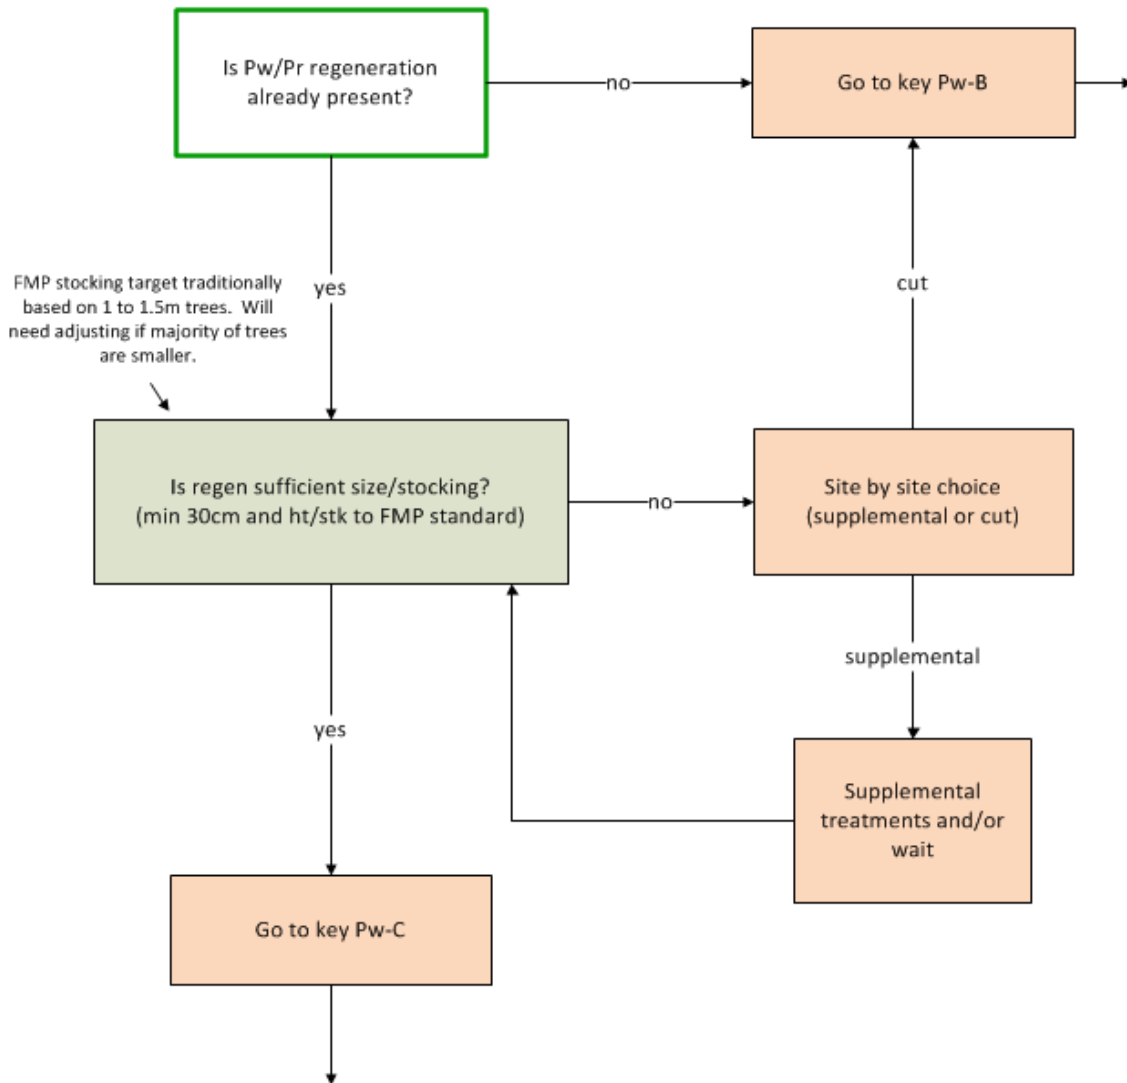 Is Pw/Pr regeneration
already present?
no
Go to key Pw-B
yes
cut
FMP stocking target traditionally
based on 1 to 1.5m trees.  Will
need adjusting if majority of trees
are smaller.
Is regen sufficient size/stocking?
(min 30cm and ht/stk to FMP standard)
no
Site by site choice
(supplemental or cut)
supplemental
yes
Supplemental
treatments and/or
wait
Go to key Pw-C